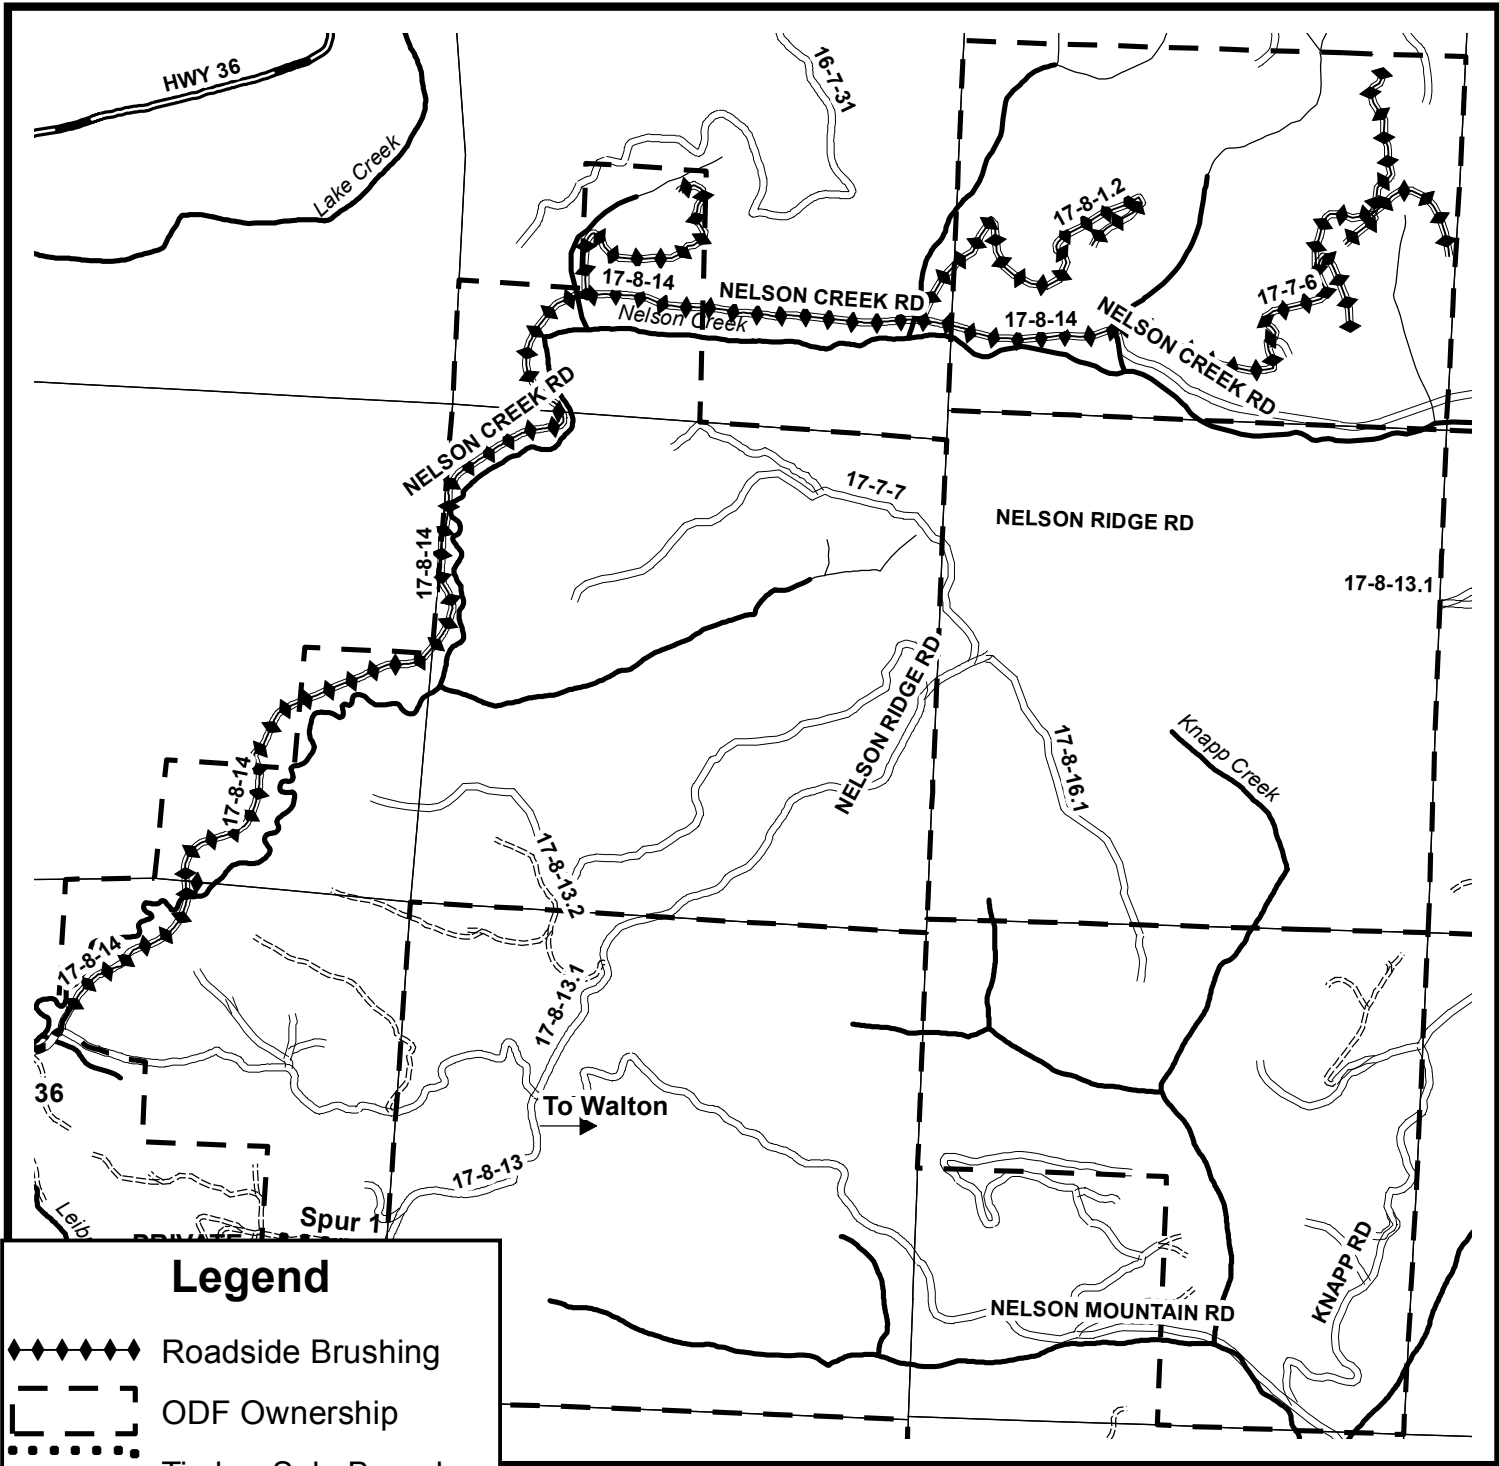 HWY 36
16-7-31
Lake Creek
17-8-1.2
17-8-14
NELSON CREEK RD
17-7-6
Nelson Creek
17-8-14
NELSON CREEK RD
NELSON CREEK RD
17-7-7
NELSON RIDGE RD
17-8-14
17-8-13.1
NELSON RIDGE RD
Knapp Creek
17-8-14
17-8-16.1
17-8-13.2
17-8-14
17-8-13.1
36
To Walton
17-8-13
Spur 1
PRIVATE
KNAPP RD
NELSON MOUNTAIN RD
Legend
Roadside Brushing
ODF Ownership